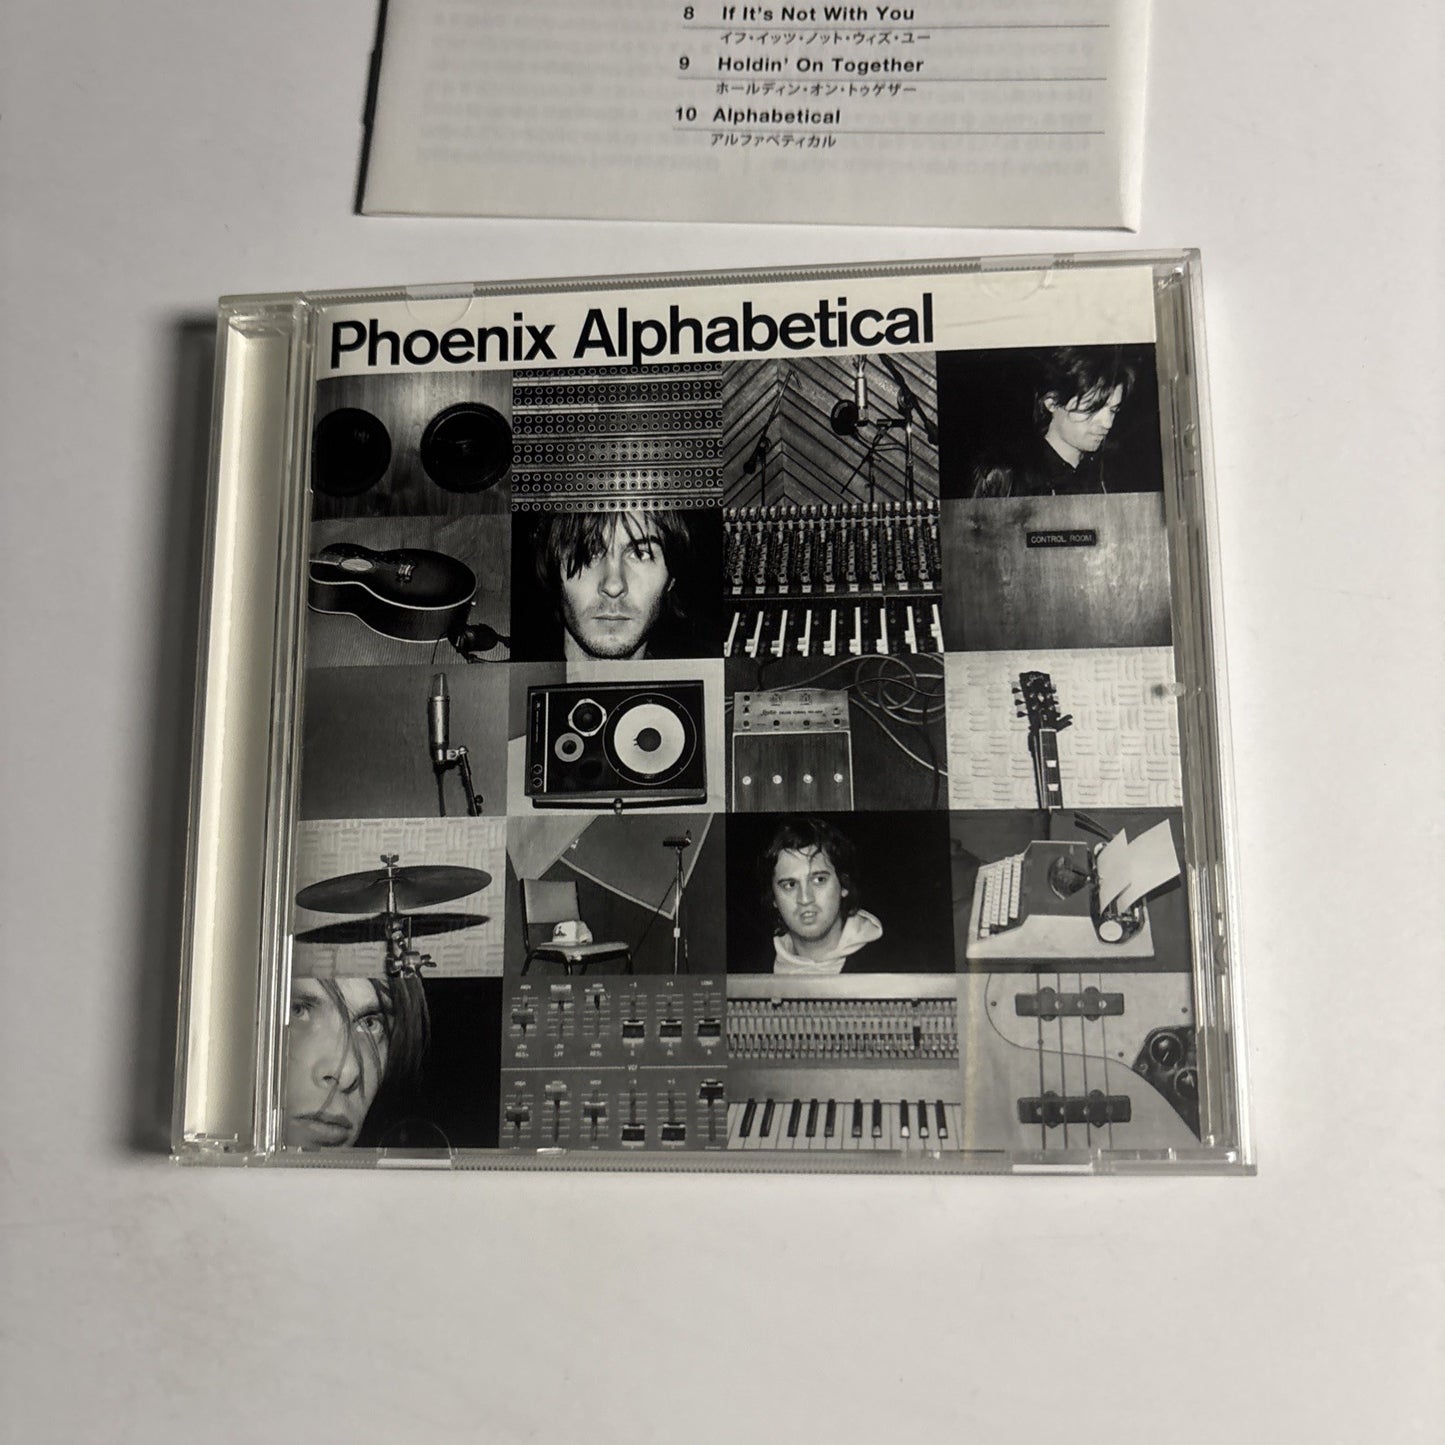 8 If It's Not With You
イフ・イッツ・ノット・ウィズ・ユー
9 Holdin' On Together
ホールディン・オン・トゥゲザー
10 Alphabetical
アルファベティカル
Phoenix Alphabetical
CONTROL ROOM
VCF